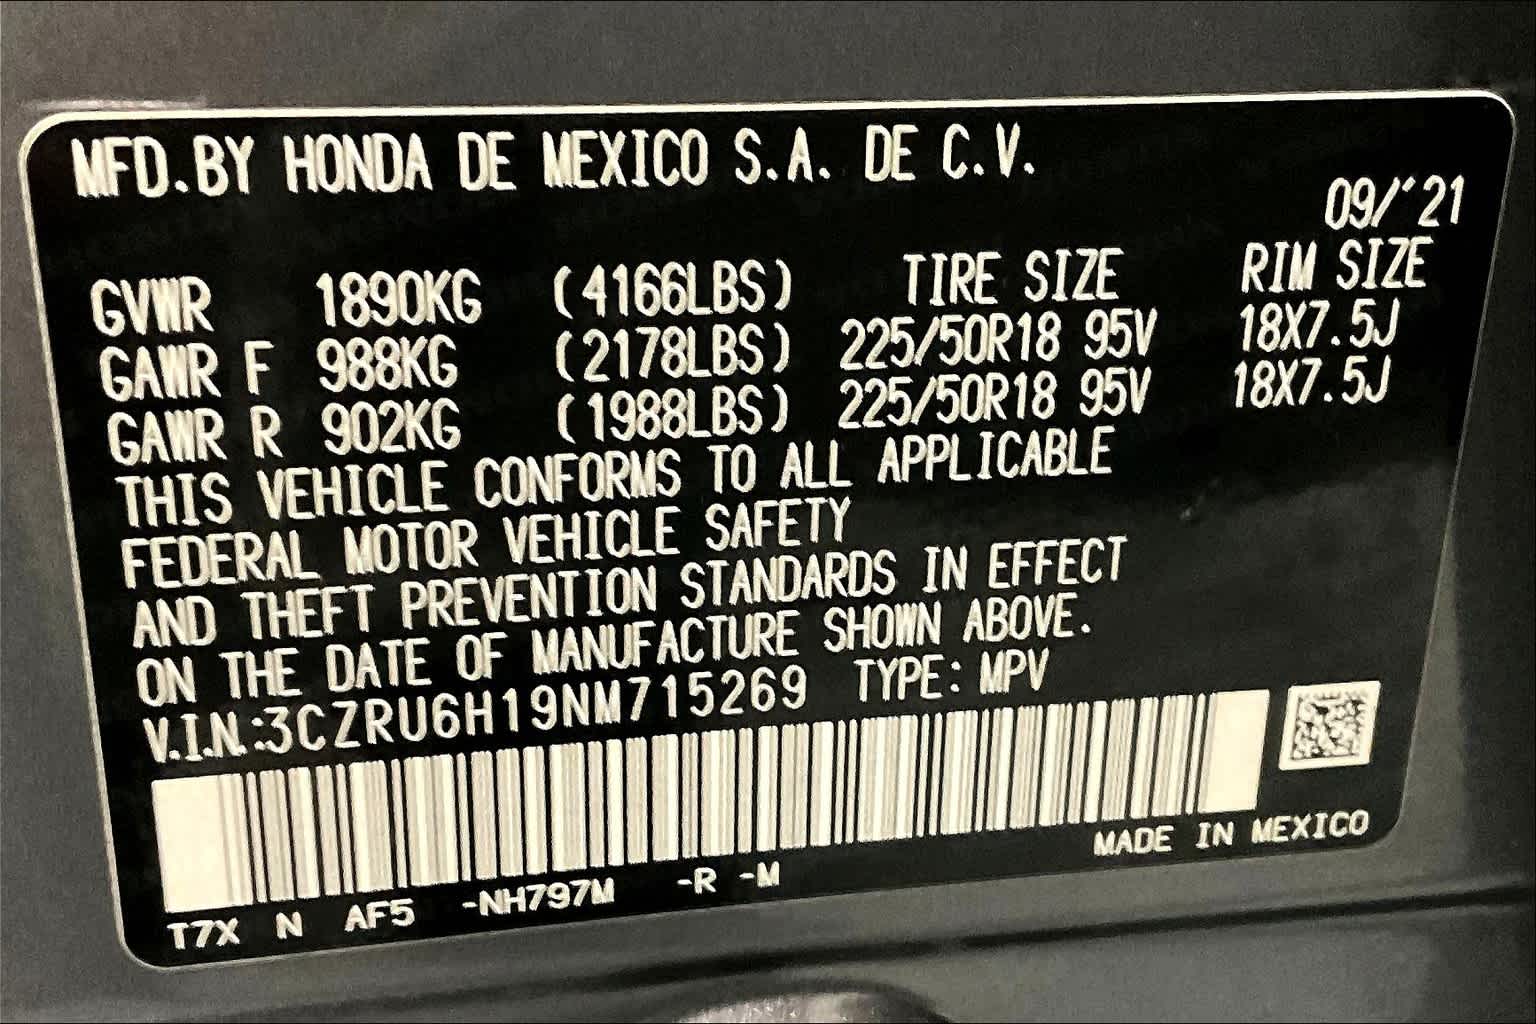 MFD.BY HONDA DE MEXICO S.A. DE C.V.
09/'21
GVWR 1890KG (4166LBS) TIRE SIZE RIM SIZE
GAWR F 988KG (2178LBS) 225/50R18 95V 18X7.5J
GAWR R 902KG (1988LBS) 225/50R18 95V 18X7.5J
THIS VEHICLE CONFORMS TO ALL APPLICABLE
FEDERAL MOTOR VEHICLE SAFETY
AND THEFT PREVENTION STANDARDS IN EFFECT
ON THE DATE OF MANUFACTURE SHOWN ABOVE.
V.I.N.:3CZRU6H19NM715269 TYPE: MPV
MADE IN MEXICO
T7X N AF5 -NH797M -R -M